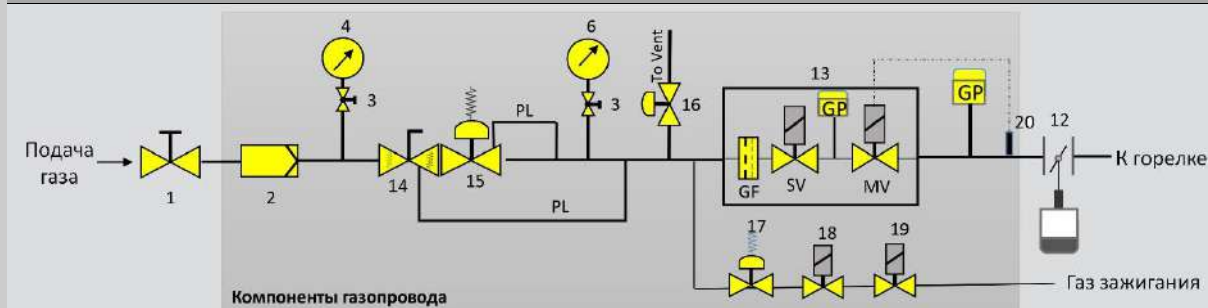 4
6
To Vent
13
GP
GP
3
3
16
20
12
PL
Подача
газа
К горелке
1
2
14
15
GF
SV
MV
PL
17
18
19
Газ зажигания
Компоненты газопровода